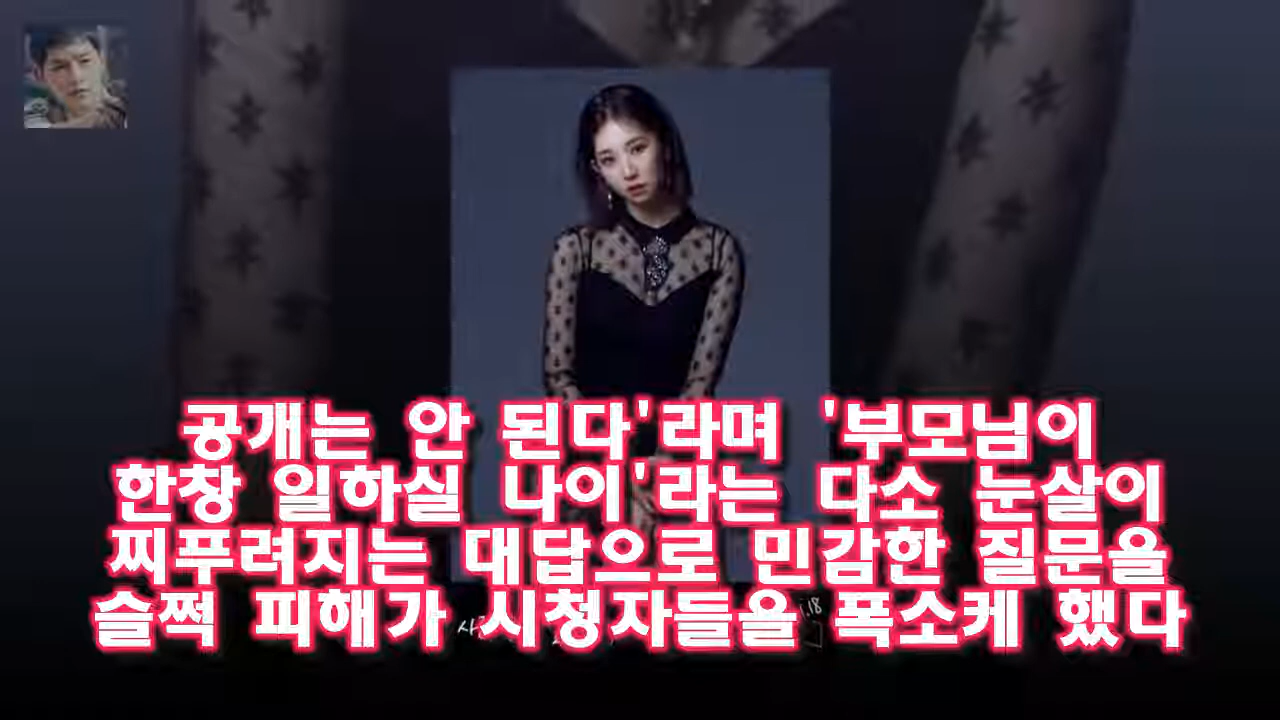 공개는 안 된다'라며 '부모님이
한창 일하실 나이'라는 다소 눈살이
찌푸려지는 대답으로 민감한 질문을
슬쩍 피해가 시청자들을 폭소케 했다